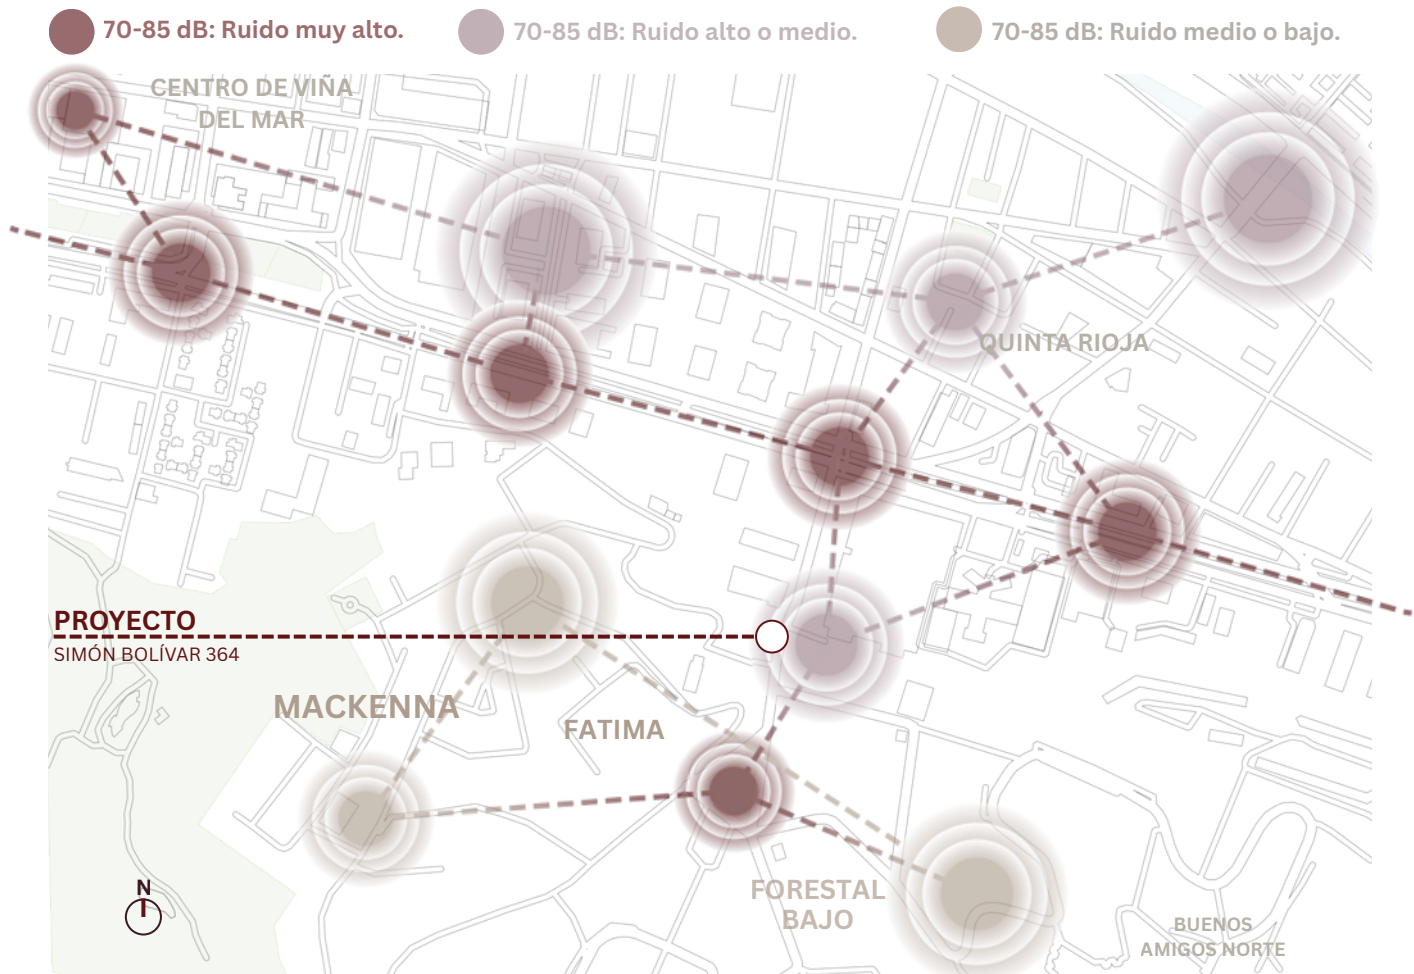 70-85 dB: Ruido muy alto.
70-85 dB: Ruido alto o medio.
70-85 dB: Ruido medio o bajo.
CENTRO DE VIÑA
DEL MAR
QUINTA RIOJA
PROYECTO
SIMÓN BOLÍVAR 364
MACKENNA
FATIMA
N
FORESTAL
BAJO
BUENOS
AMIGOS NORTE